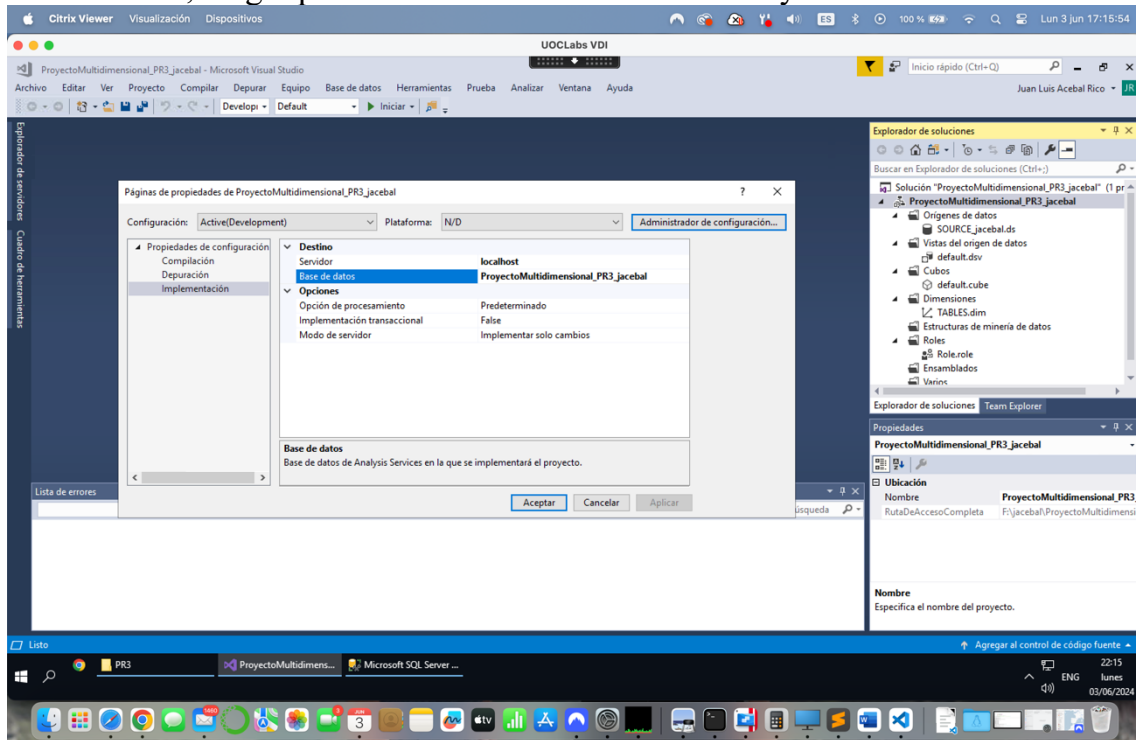 Citrix Viewer Visualización Dispositivos ES 100 % Lun 3 jun 17:15:54
UOCLabs VDI
ProyectoMultidimensional_PR3_jacebal - Microsoft Visual Studio
Inicio rápido (Ctrl+Q)
Archivo Editar Ver Proyecto Compilar Depurar Equipo Base de datos Herramientas Prueba Analizar Ventana Ayuda
Juan Luis Acebal Rico JR
Develop Default Iniciar
Explorador de servidores
Cuadro de herramientas
Páginas de propiedades de ProyectoMultidimensional_PR3_jacebal ? X
Configuración: Active(Development) Plataforma: N/D Administrador de configuración...
Propiedades de configuración
Compilación
Depuración
Implementación
Destino
Servidor localhost
Base de datos ProyectoMultidimensional_PR3_jacebal
Opciones
Opción de procesamiento Predeterminado
Implementación transaccional False
Modo de servidor Implementar solo cambios
Base de datos
Base de datos de Analysis Services en la que se implementará el proyecto.
Aceptar Cancelar Aplicar
Lista de errores
úsqueda
Explorador de soluciones
Buscar en Explorador de soluciones (Ctrl+;)
Solución "ProyectoMultidimensional_PR3_jacebal" (1 pr
ProyectoMultidimensional_PR3_jacebal
Orígenes de datos
SOURCE_jacebal.ds
Vistas del origen de datos
default.dsv
Cubos
default.cube
Dimensiones
TABLES.dim
Estructuras de minería de datos
Roles
Role.role
Ensamblados
Varios
Explorador de soluciones Team Explorer
Propiedades
ProyectoMultidimensional_PR3_jacebal
Ubicación
Nombre ProyectoMultidimensional_PR3_
RutaDeAccesoCompleta F:\jacebal\ProyectoMultidimensi
Nombre
Especifica el nombre del proyecto.
Listo
Agregar al control de código fuente
PR3 ProyectoMultidimens... Microsoft SQL Server ...
22:15
ENG lunes
03/06/2024
JUN
3
tv